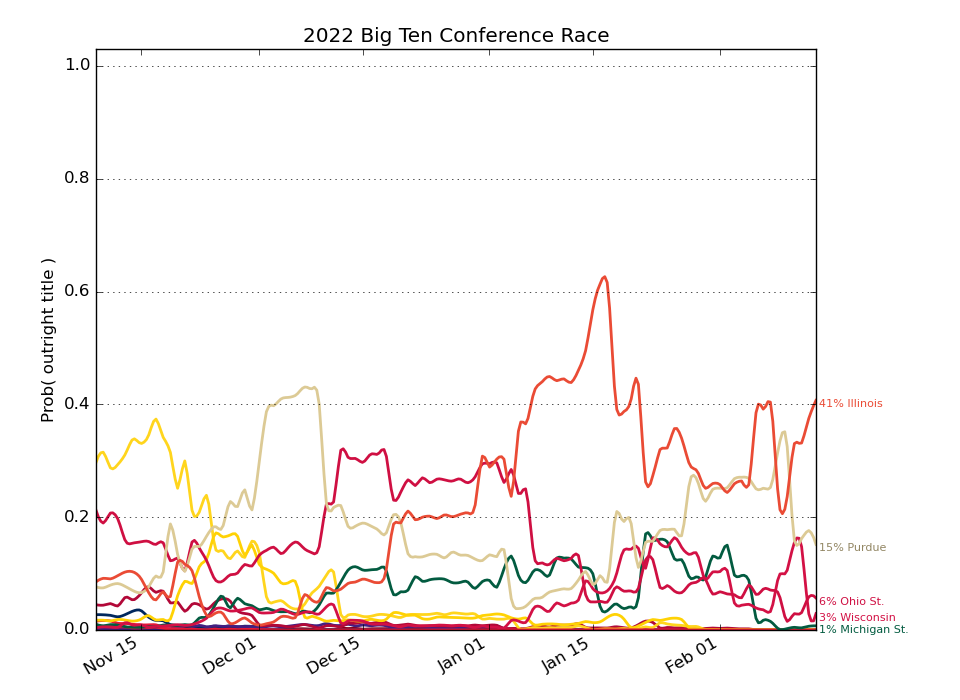 2022 Big Ten Conference Race
1.0
0.8
0.6
0.4
0.2
0.0
Prob( outright title )
Nov 15
Dec 01
Dec 15
Jan 01
Jan 15
Feb 01
41% Illinois
15% Purdue
6% Ohio St.
3% Wisconsin
1% Michigan St.